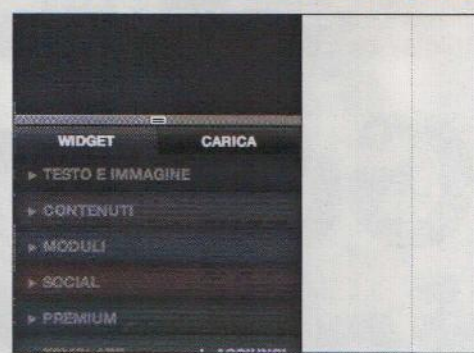 WIDGET CARICA
▸ TESTO E IMMAGINE
▸ CONTENUTI
▸ MODULI
▸ SOCIAL
▸ PREMIUM